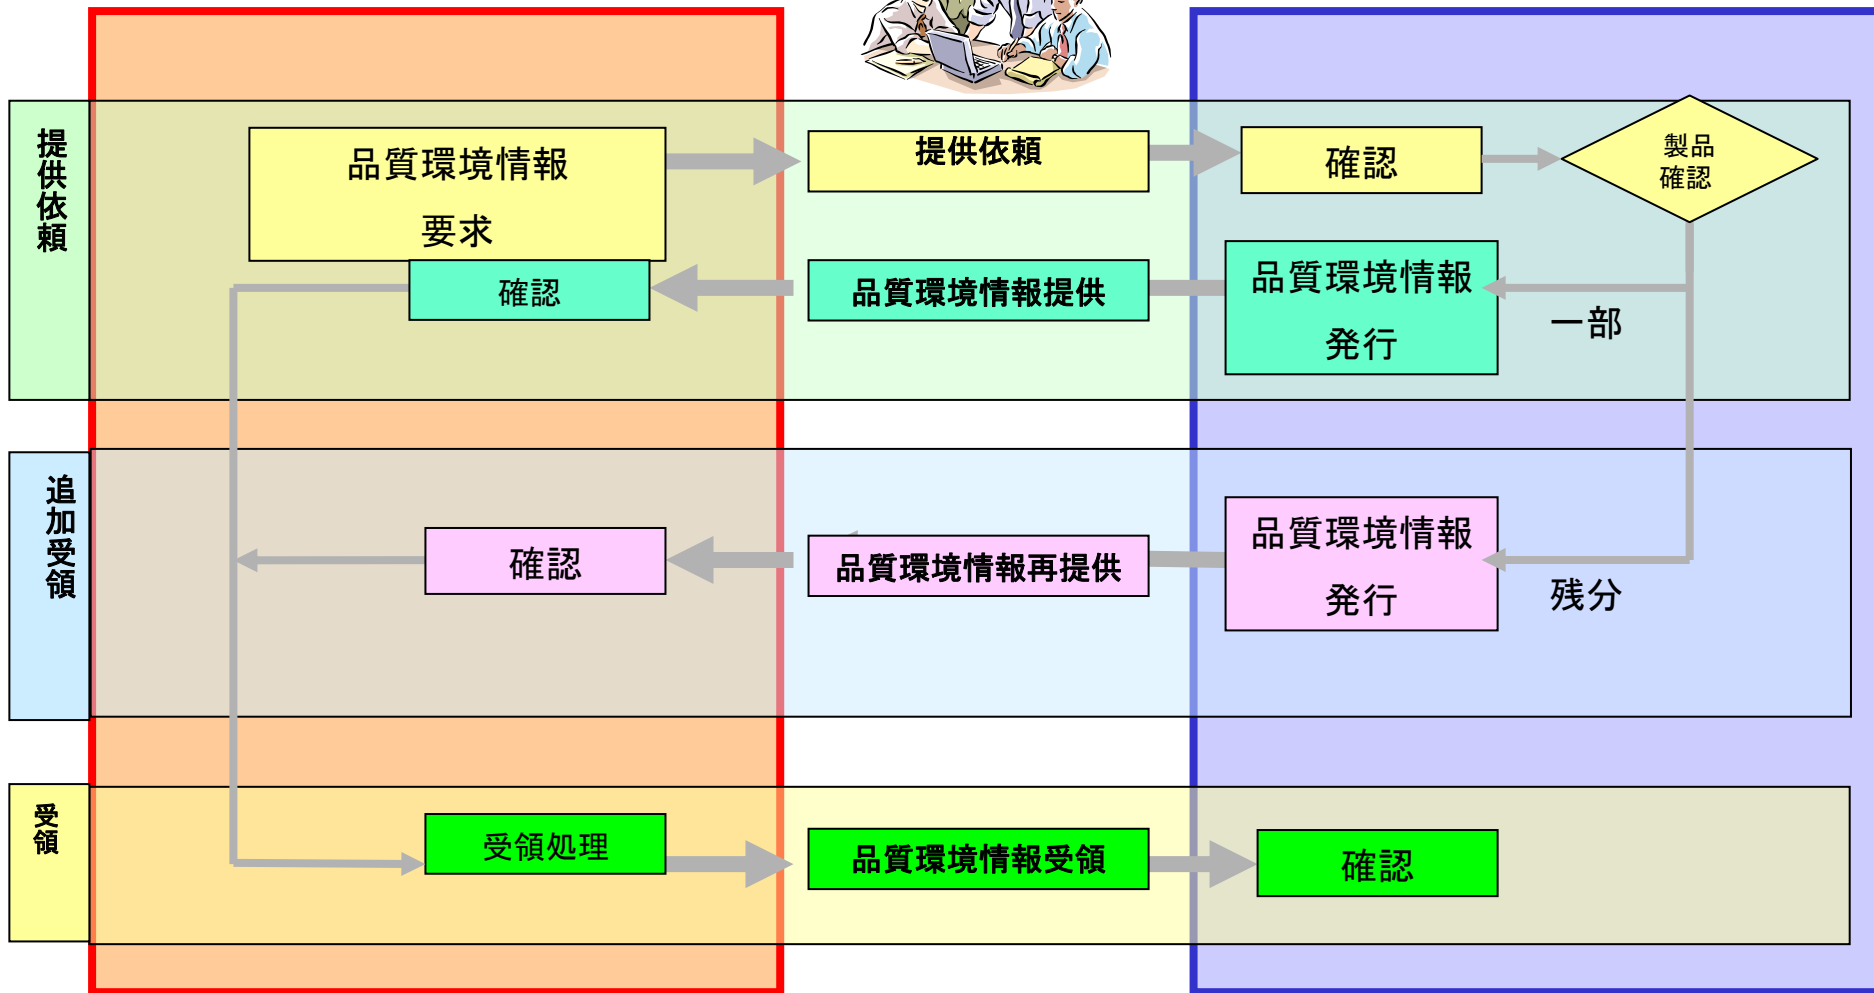 提供依頼
品質環境情報
要求
提供依頼
確認
製品
確認
確認
品質環境情報提供
品質環境情報
発行
一部
追加受領
確認
品質環境情報再提供
品質環境情報
発行
残分
受領
受領処理
品質環境情報受領
確認